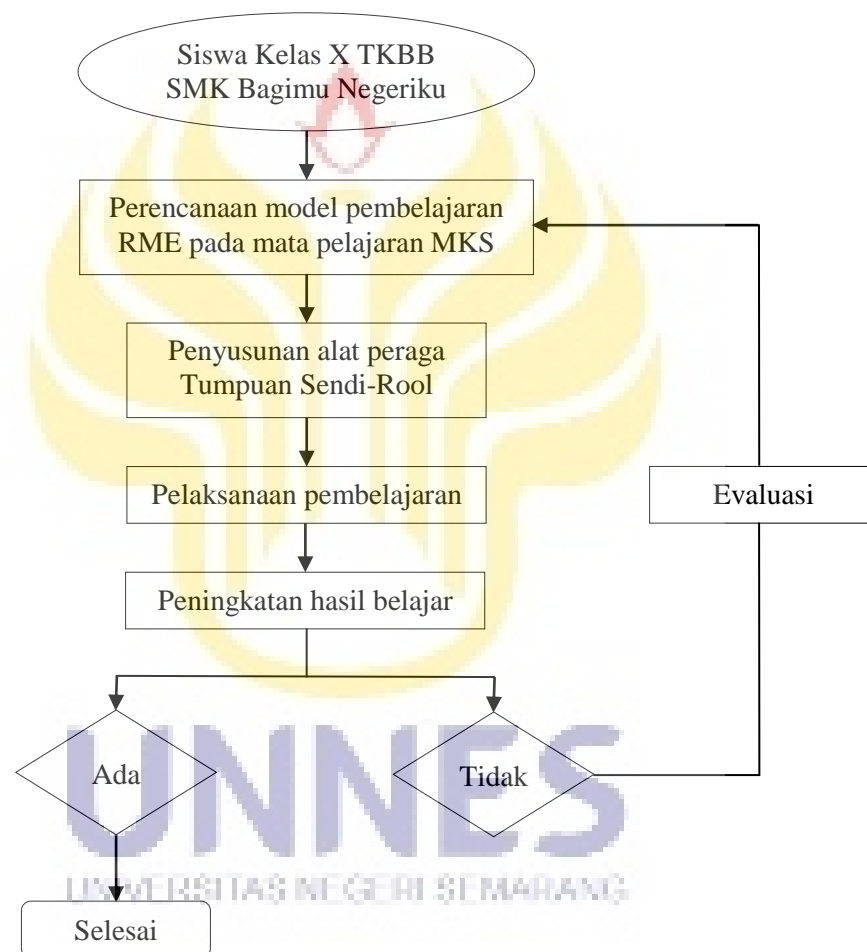 Siswa Kelas X TKBB
SMK Bagimu Negeriku
Perencanaan model pembelajaran
RME pada mata pelajaran MKS
Penyusunan alat peraga
Tumpuan Sendi-Rool
Pelaksanaan pembelajaran
Evaluasi
Peningkatan hasil belajar
Ada
Tidak
UNNES
UNIVERSITAS NEGERI SEMARANG
Selesai